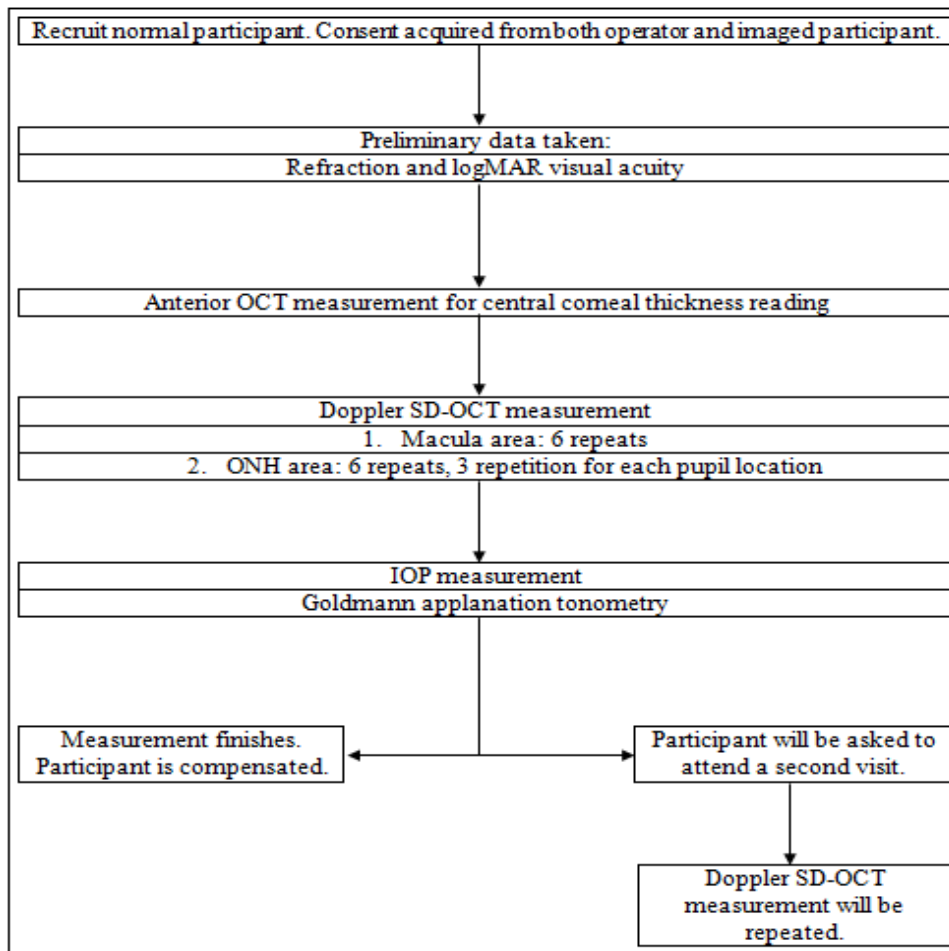 Recruit normal participant. Consent acquired from both operator and imaged participant.
Preliminary data taken:
Refraction and logMAR visual acuity
Anterior OCT measurement for central corneal thickness reading
Doppler SD-OCT measurement
1. Macula area: 6 repeats
2. ONH area: 6 repeats, 3 repetition for each pupil location
IOP measurement
Goldmann applanation tonometry
Measurement finishes.
Participant is compensated.
Participant will be asked to
attend a second visit.
Doppler SD-OCT
measurement will be
repeated.